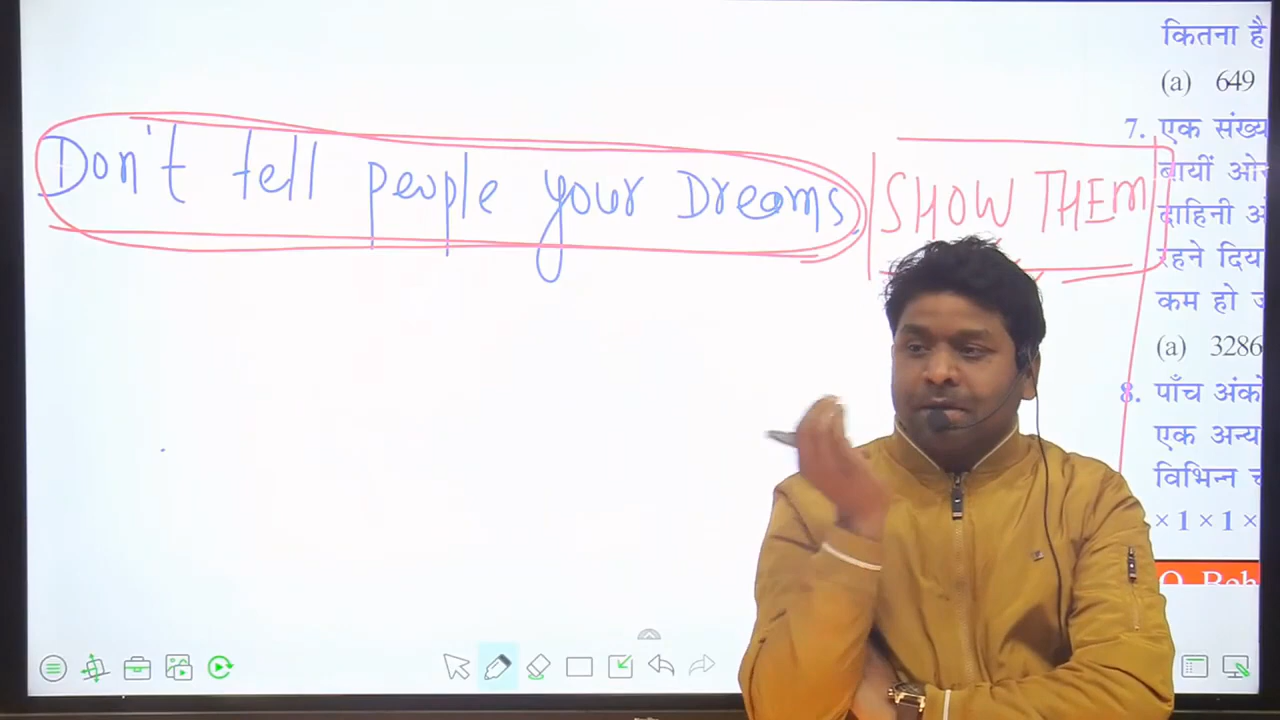 Don't tell people your Dreams. SHOW THEM
कितना है
(a) 649
7. एक संख्य
बायीं ओर
दाहिनी अ
रहने दिय
कम हो ज
(a) 3286
8. पाँच अंकों
एक अन्य
विभिन्न च
×1×1×